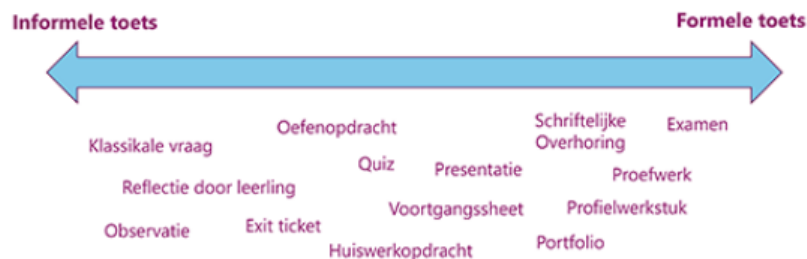 Informele toets
Formele toets
Oefenopdracht
Schriftelijke
Overhoring
Examen
Klassikale vraag
Quiz
Presentatie
Proefwerk
Reflectie door leerling
Voortgangssheet
Profielwerkstuk
Observatie
Exit ticket
Huiswerkopdracht
Portfolio